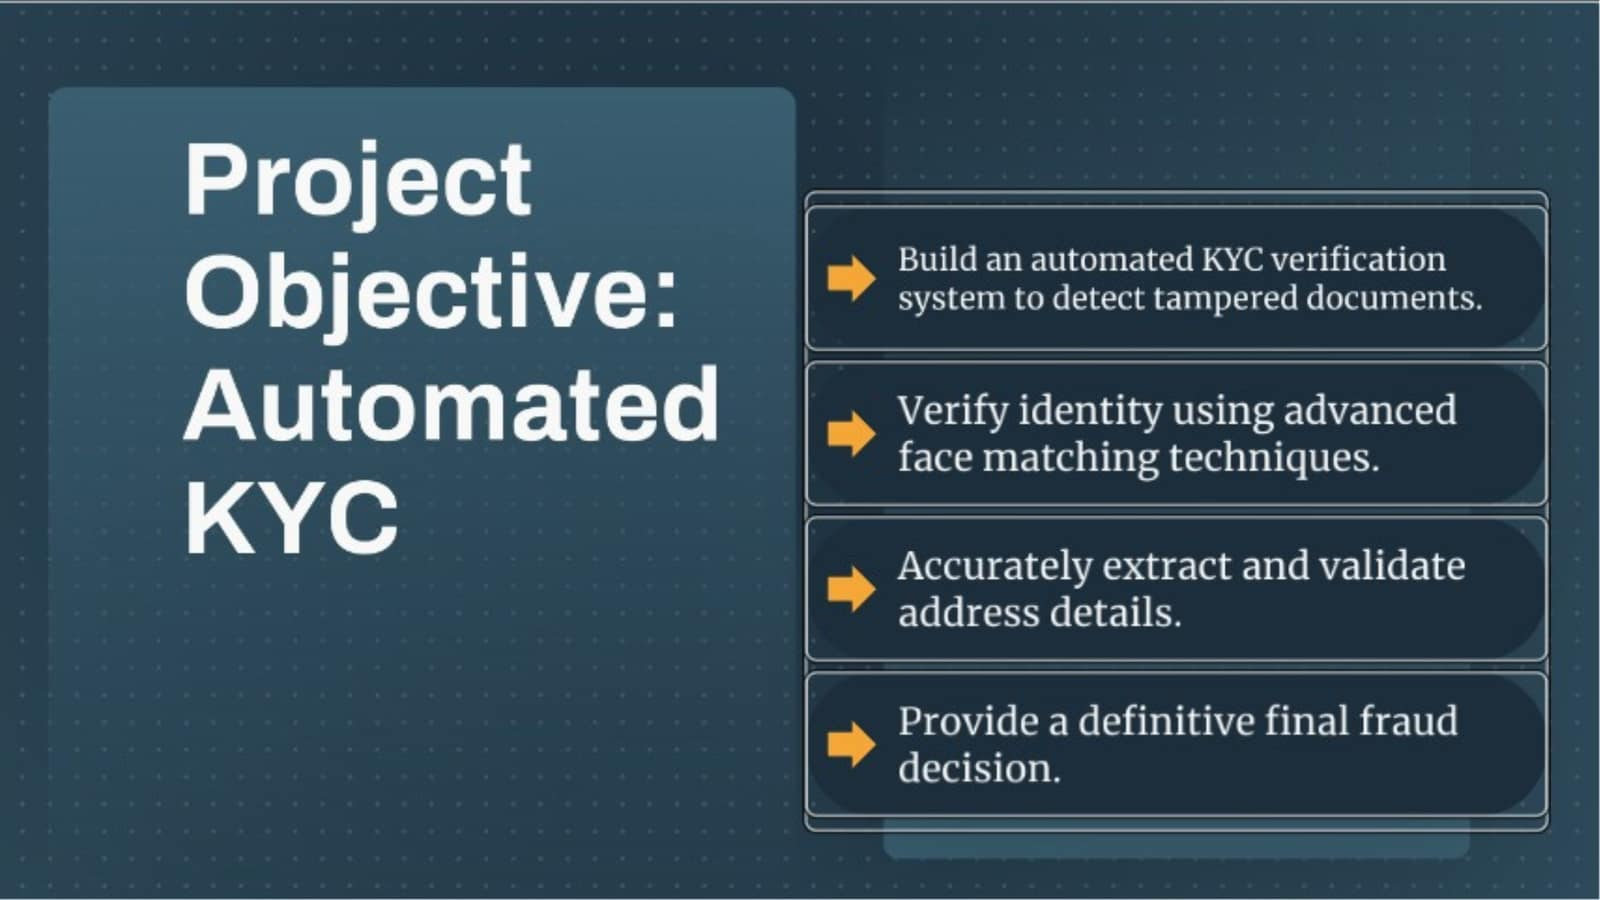 Project
Objective:
Automated
KYC
Build an automated KYC verification
system to detect tampered documents.
Verify identity using advanced
face matching techniques.
Accurately extract and validate
address details.
Provide a definitive final fraud
decision.